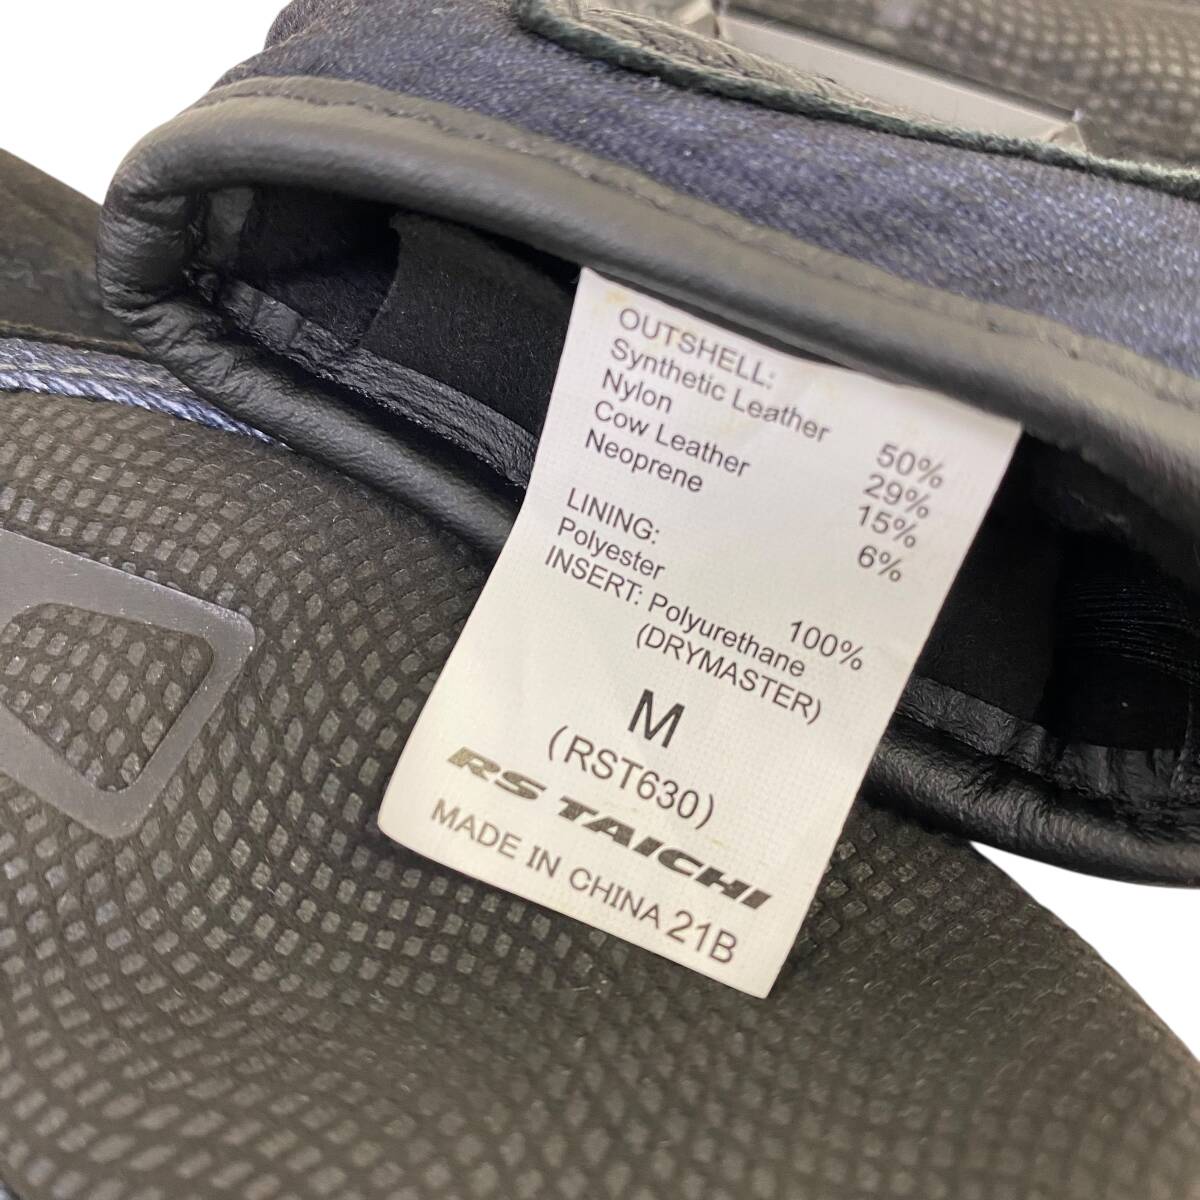 OUTSHELL:
Synthetic Leather 50%
Nylon 29%
Cow Leather 15%
Neoprene 6%
LINING:
Polyester 100%
INSERT: Polyurethane
(DRYMASTER)
M
(RST630)
RS TAICHI
MADE IN CHINA 21B